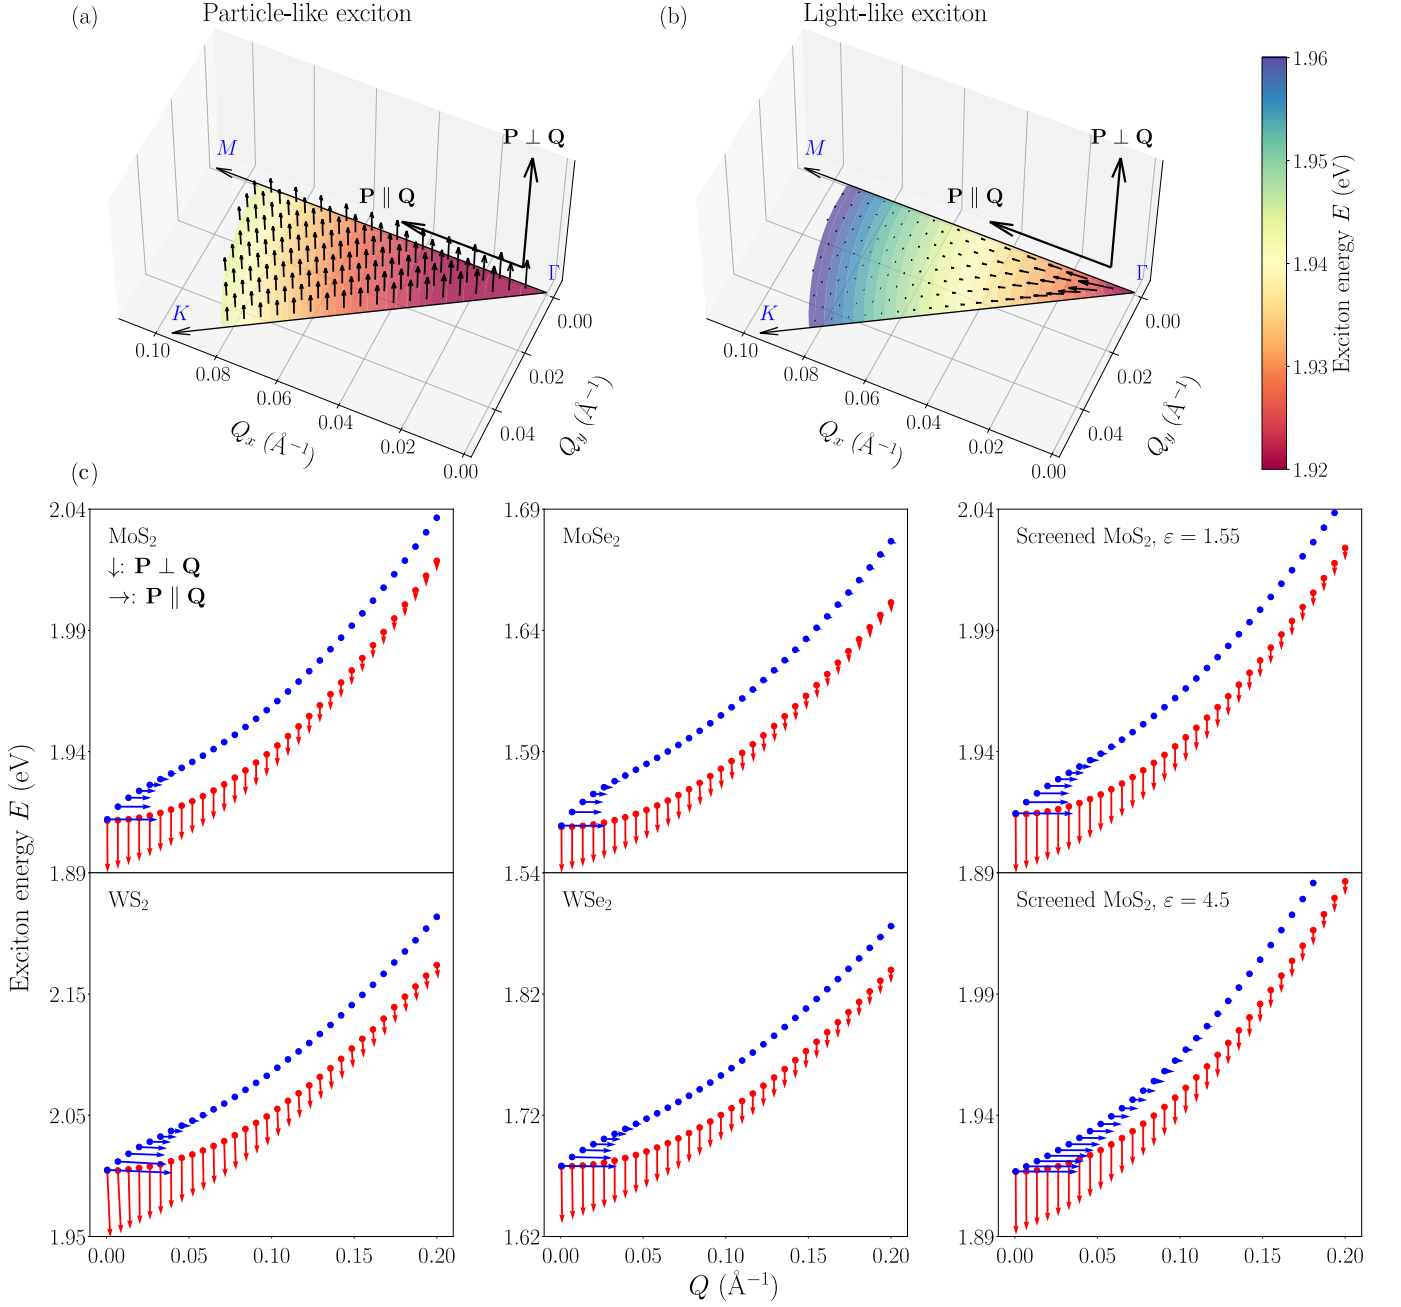 (a) Particle-like exciton
(b) Light-like exciton
M
P ∥ Q
P ⊥ Q
Γ
K
0.10
0.08
0.06
0.04
0.02
0.00
Qₓ (Å⁻¹)
0.00
0.02
0.04
Q_y (Å⁻¹)
M
P ∥ Q
P ⊥ Q
Γ
K
0.10
0.08
0.06
0.04
0.02
0.00
Qₓ (Å⁻¹)
0.00
0.02
0.04
Q_y (Å⁻¹)
1.96
1.95
1.94
1.93
1.92
Exciton energy E (eV)
(c)
Exciton energy E (eV)
MoS₂
↓: P ⊥ Q
→: P ∥ Q
2.04
1.99
1.94
1.89
MoSe₂
1.69
1.64
1.59
1.54
Screened MoS₂, ε = 1.55
2.04
1.99
1.94
1.89
WS₂
2.15
2.05
1.95
0.00 0.05 0.10 0.15 0.20
WSe₂
1.82
1.72
1.62
0.00 0.05 0.10 0.15 0.20
Screened MoS₂, ε = 4.5
1.99
1.94
1.89
0.00 0.05 0.10 0.15 0.20
Q (Å⁻¹)